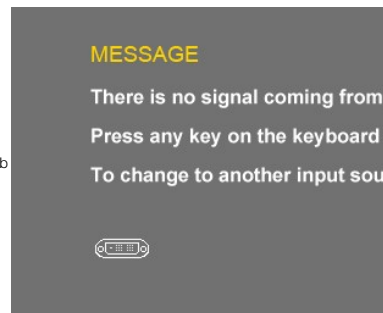 MESSAGE
There is no signal coming from
Press any key on the keyboard
b
To change to another input sou